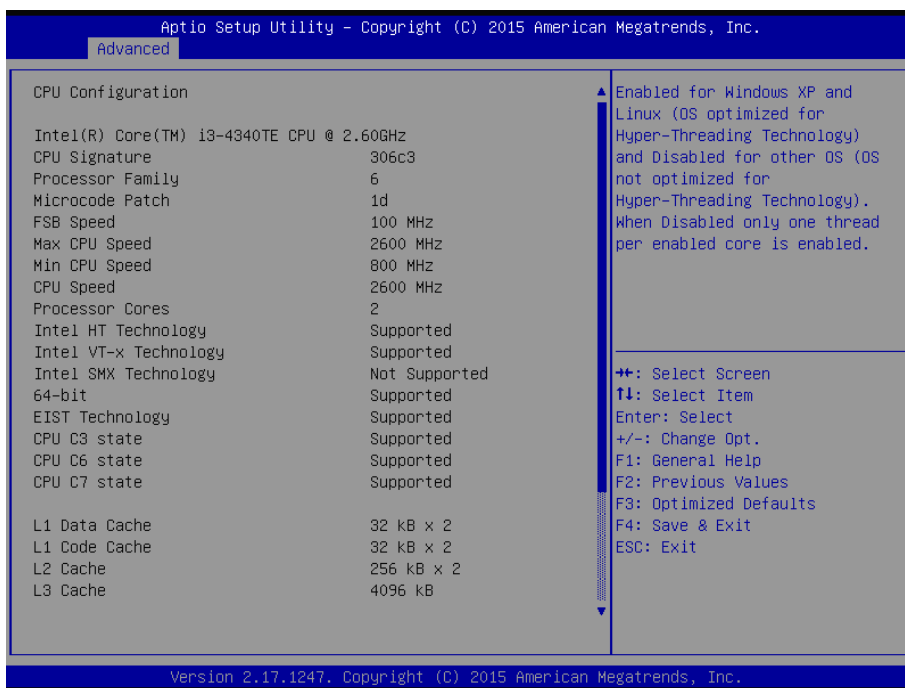 Aptio Setup Utility – Copyright (C) 2015 American Megatrends, Inc.
Advanced
CPU Configuration
Intel(R) Core(TM) i3-4340TE CPU @ 2.60GHz
CPU Signature 306c3
Processor Family 6
Microcode Patch 1d
FSB Speed 100 MHz
Max CPU Speed 2600 MHz
Min CPU Speed 800 MHz
CPU Speed 2600 MHz
Processor Cores 2
Intel HT Technology Supported
Intel VT-x Technology Supported
Intel SMX Technology Not Supported
64-bit Supported
EIST Technology Supported
CPU C3 state Supported
CPU C6 state Supported
CPU C7 state Supported
L1 Data Cache 32 kB x 2
L1 Code Cache 32 kB x 2
L2 Cache 256 kB x 2
L3 Cache 4096 kB
Enabled for Windows XP and
Linux (OS optimized for
Hyper-Threading Technology)
and Disabled for other OS (OS
not optimized for
Hyper-Threading Technology).
When Disabled only one thread
per enabled core is enabled.
→←: Select Screen
↑↓: Select Item
Enter: Select
+/-: Change Opt.
F1: General Help
F2: Previous Values
F3: Optimized Defaults
F4: Save & Exit
ESC: Exit
Version 2.17.1247. Copyright (C) 2015 American Megatrends, Inc.